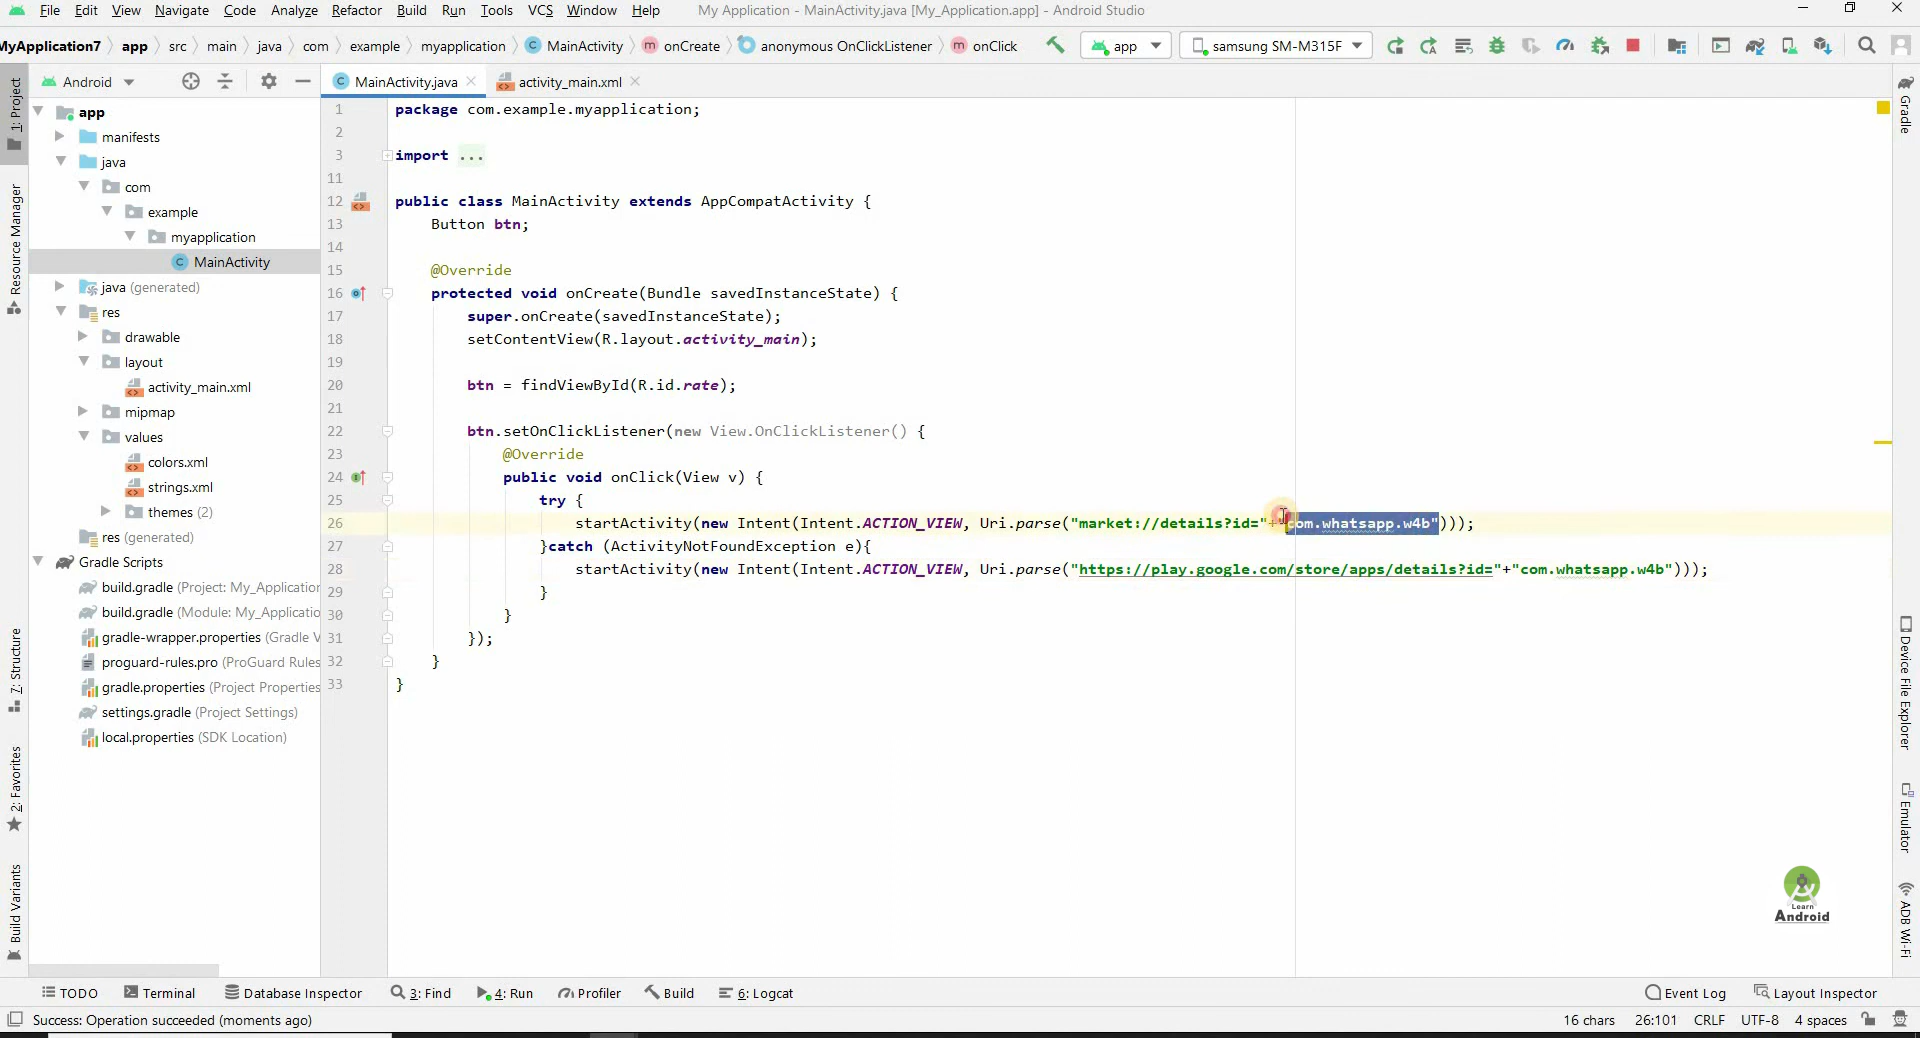 File Edit View Navigate Code Analyze Refactor Build Run Tools VCS Window Help My Application - MainActivity.java [My_Application.app] - Android Studio
MyApplication7 app src main java com example myapplication MainActivity onCreate anonymous OnClickListener onClick app samsung SM-M315F
Android
MainActivity.java
activity_main.xml
1: Project
Resource Manager
7: Structure
2: Favorites
Build Variants
app
manifests
java
com
example
myapplication
MainActivity
java (generated)
res
drawable
layout
activity_main.xml
mipmap
values
colors.xml
strings.xml
themes (2)
res (generated)
Gradle Scripts
build.gradle (Project: My_Applicatio
build.gradle (Module: My_Applicatio
gradle-wrapper.properties (Gradle V
proguard-rules.pro (ProGuard Rules
gradle.properties (Project Properties
settings.gradle (Project Settings)
local.properties (SDK Location)
1 package com.example.myapplication;
2
3 import ...
11
12 public class MainActivity extends AppCompatActivity {
13 Button btn;
14
15 @Override
16 protected void onCreate(Bundle savedInstanceState) {
17 super.onCreate(savedInstanceState);
18 setContentView(R.layout.activity_main);
19
20 btn = findViewById(R.id.rate);
21
22 btn.setOnClickListener(new View.OnClickListener() {
23 @Override
24 public void onClick(View v) {
25 try {
26 startActivity(new Intent(Intent.ACTION_VIEW, Uri.parse("market://details?id="+"com.whatsapp.w4b")));
27 }catch (ActivityNotFoundException e){
28 startActivity(new Intent(Intent.ACTION_VIEW, Uri.parse("https://play.google.com/store/apps/details?id="+"com.whatsapp.w4b")));
29 }
30 }
31 });
32 }
33 }
Gradle
Device File Explorer
Emulator
ADB Wi-Fi
Learn
Android
TODO Terminal Database Inspector 3: Find 4: Run Profiler Build 6: Logcat Event Log Layout Inspector
Success: Operation succeeded (moments ago) 16 chars 26:101 CRLF UTF-8 4 spaces